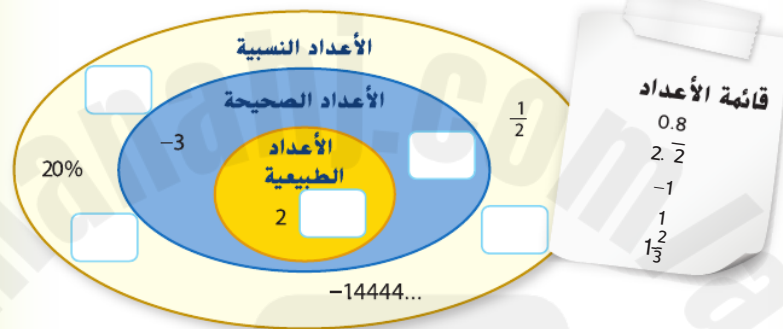 الأعداد النسبية
الأعداد الصحيحة
الأعداد
الطبيعية
1/2
−3
20%
2
−14444...
قائمة الأعداد
0.8
2. 2̅
−1
1
1 2/3